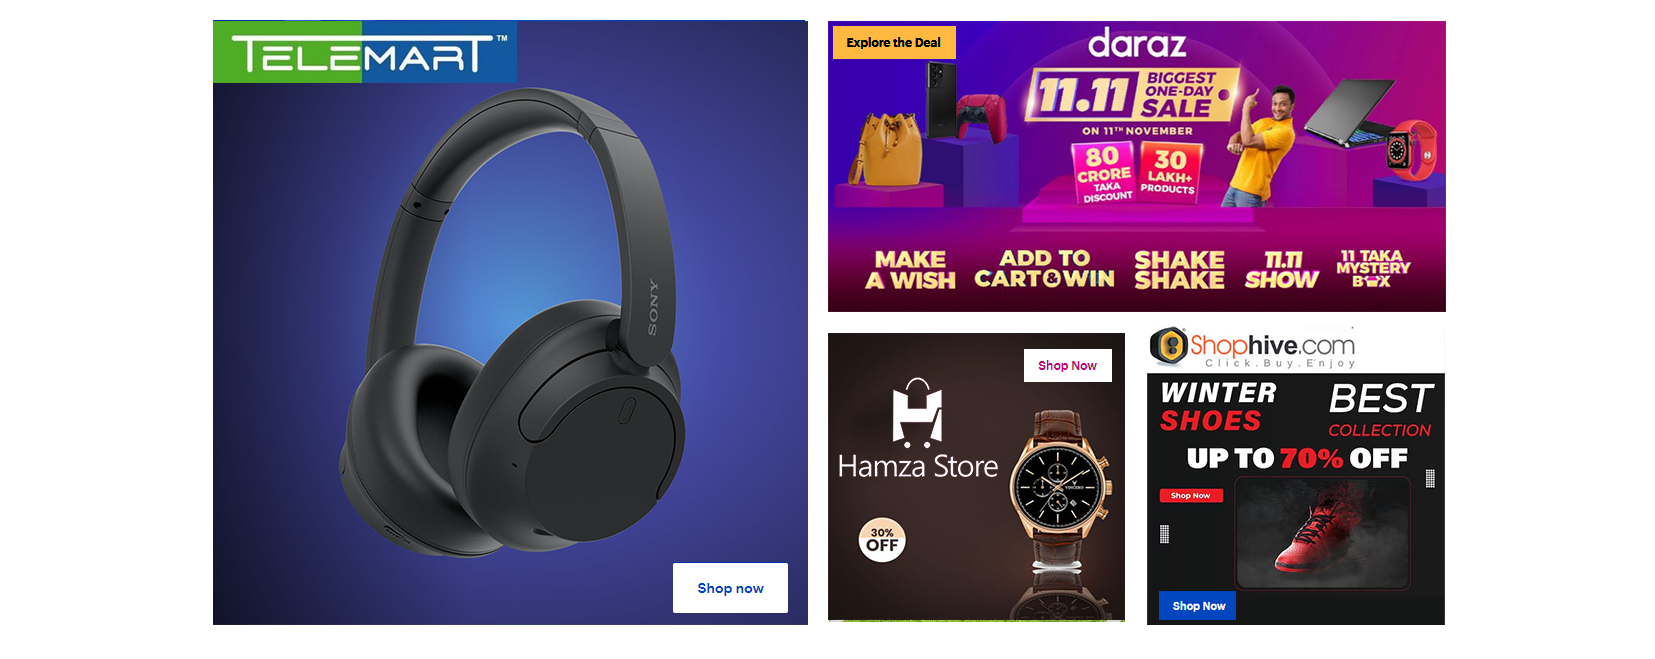 TELEMART TM
SONY
Shop now
Explore the Deal
daraz
11.11
BIGGEST
ONE-DAY
SALE
ON 11TH NOVEMBER
80
CRORE
TAKA
DISCOUNT
30
LAKH+
PRODUCTS
MAKE
A WISH
ADD TO
CART & WIN
SHAKE
SHAKE
11.11
SHOW
11 TAKA
MYSTERY
BOX
Shop Now
H
Hamza Store
30%
OFF
VINCERO
Shophive.com
Click.Buy.Enjoy
WINTER
SHOES
BEST
COLLECTION
UP TO 70% OFF
Shop Now
Shop Now